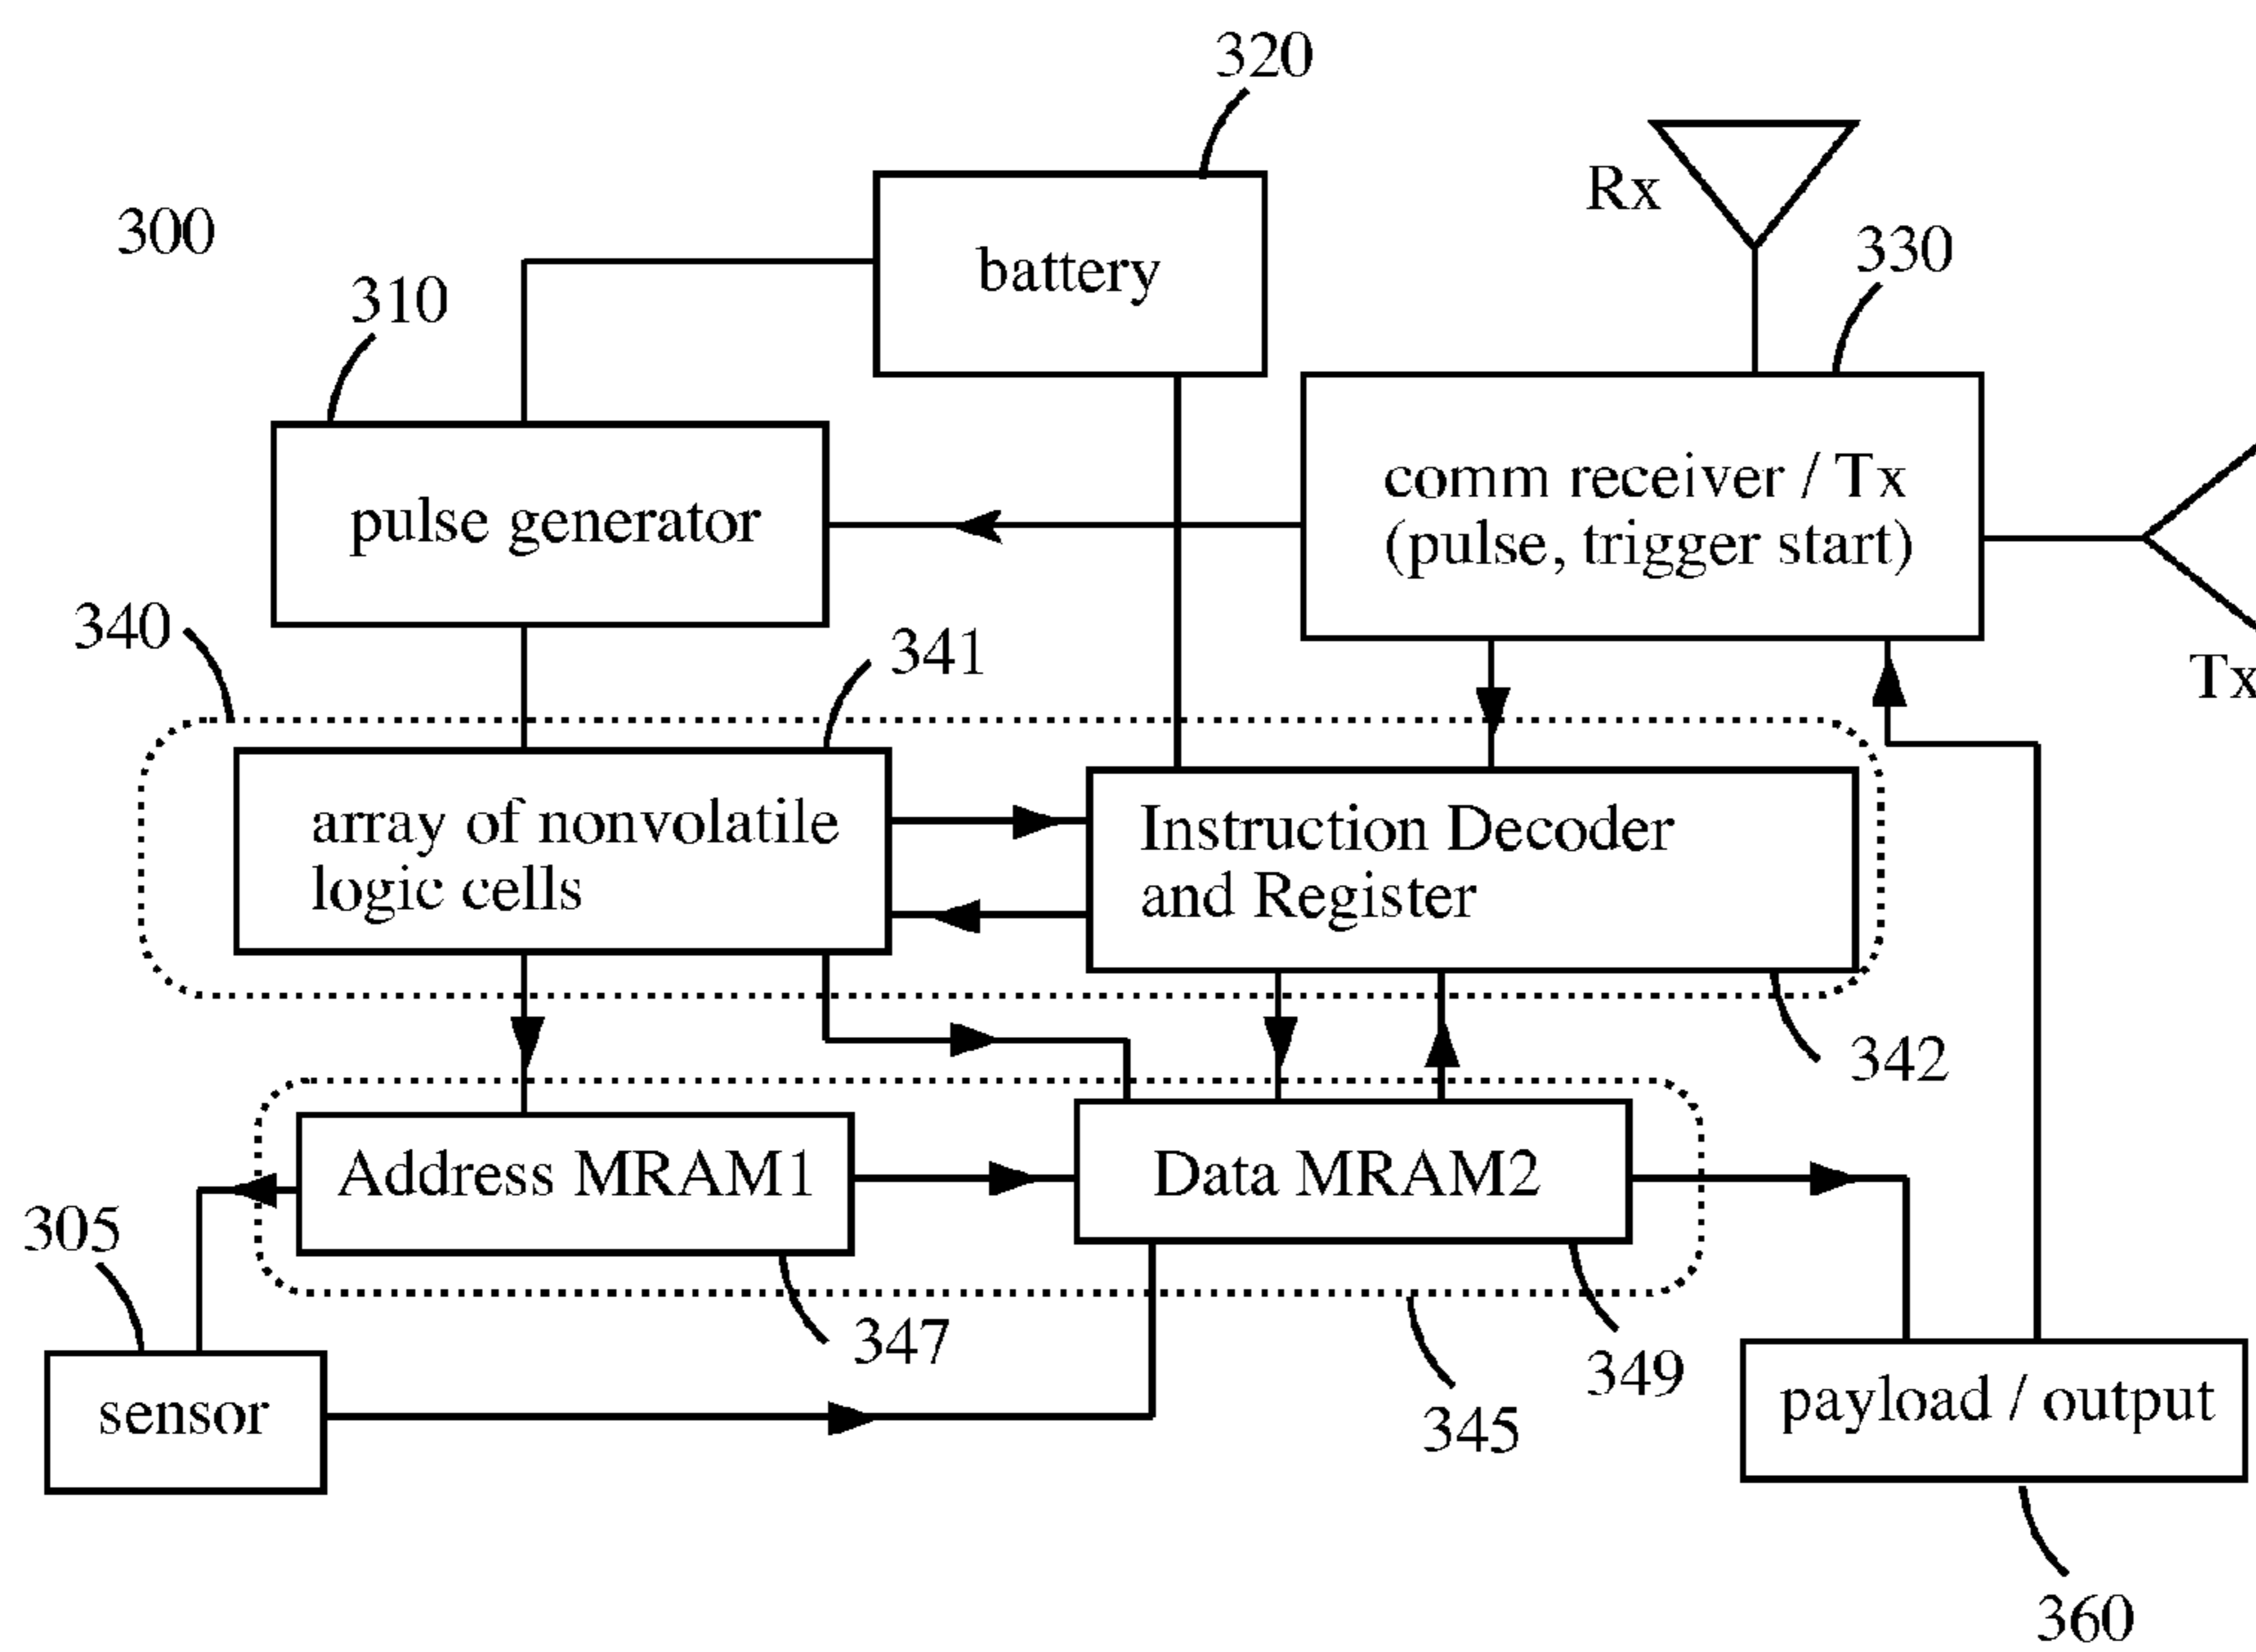 320
Rx
300
330
310
battery
comm receiver / Tx
(pulse, trigger start)
pulse generator
340
341
Tx
array of nonvolatile
logic cells
Instruction Decoder
and Register
342
Address MRAM1
Data MRAM2
305
347
349
345
sensor
payload / output
360